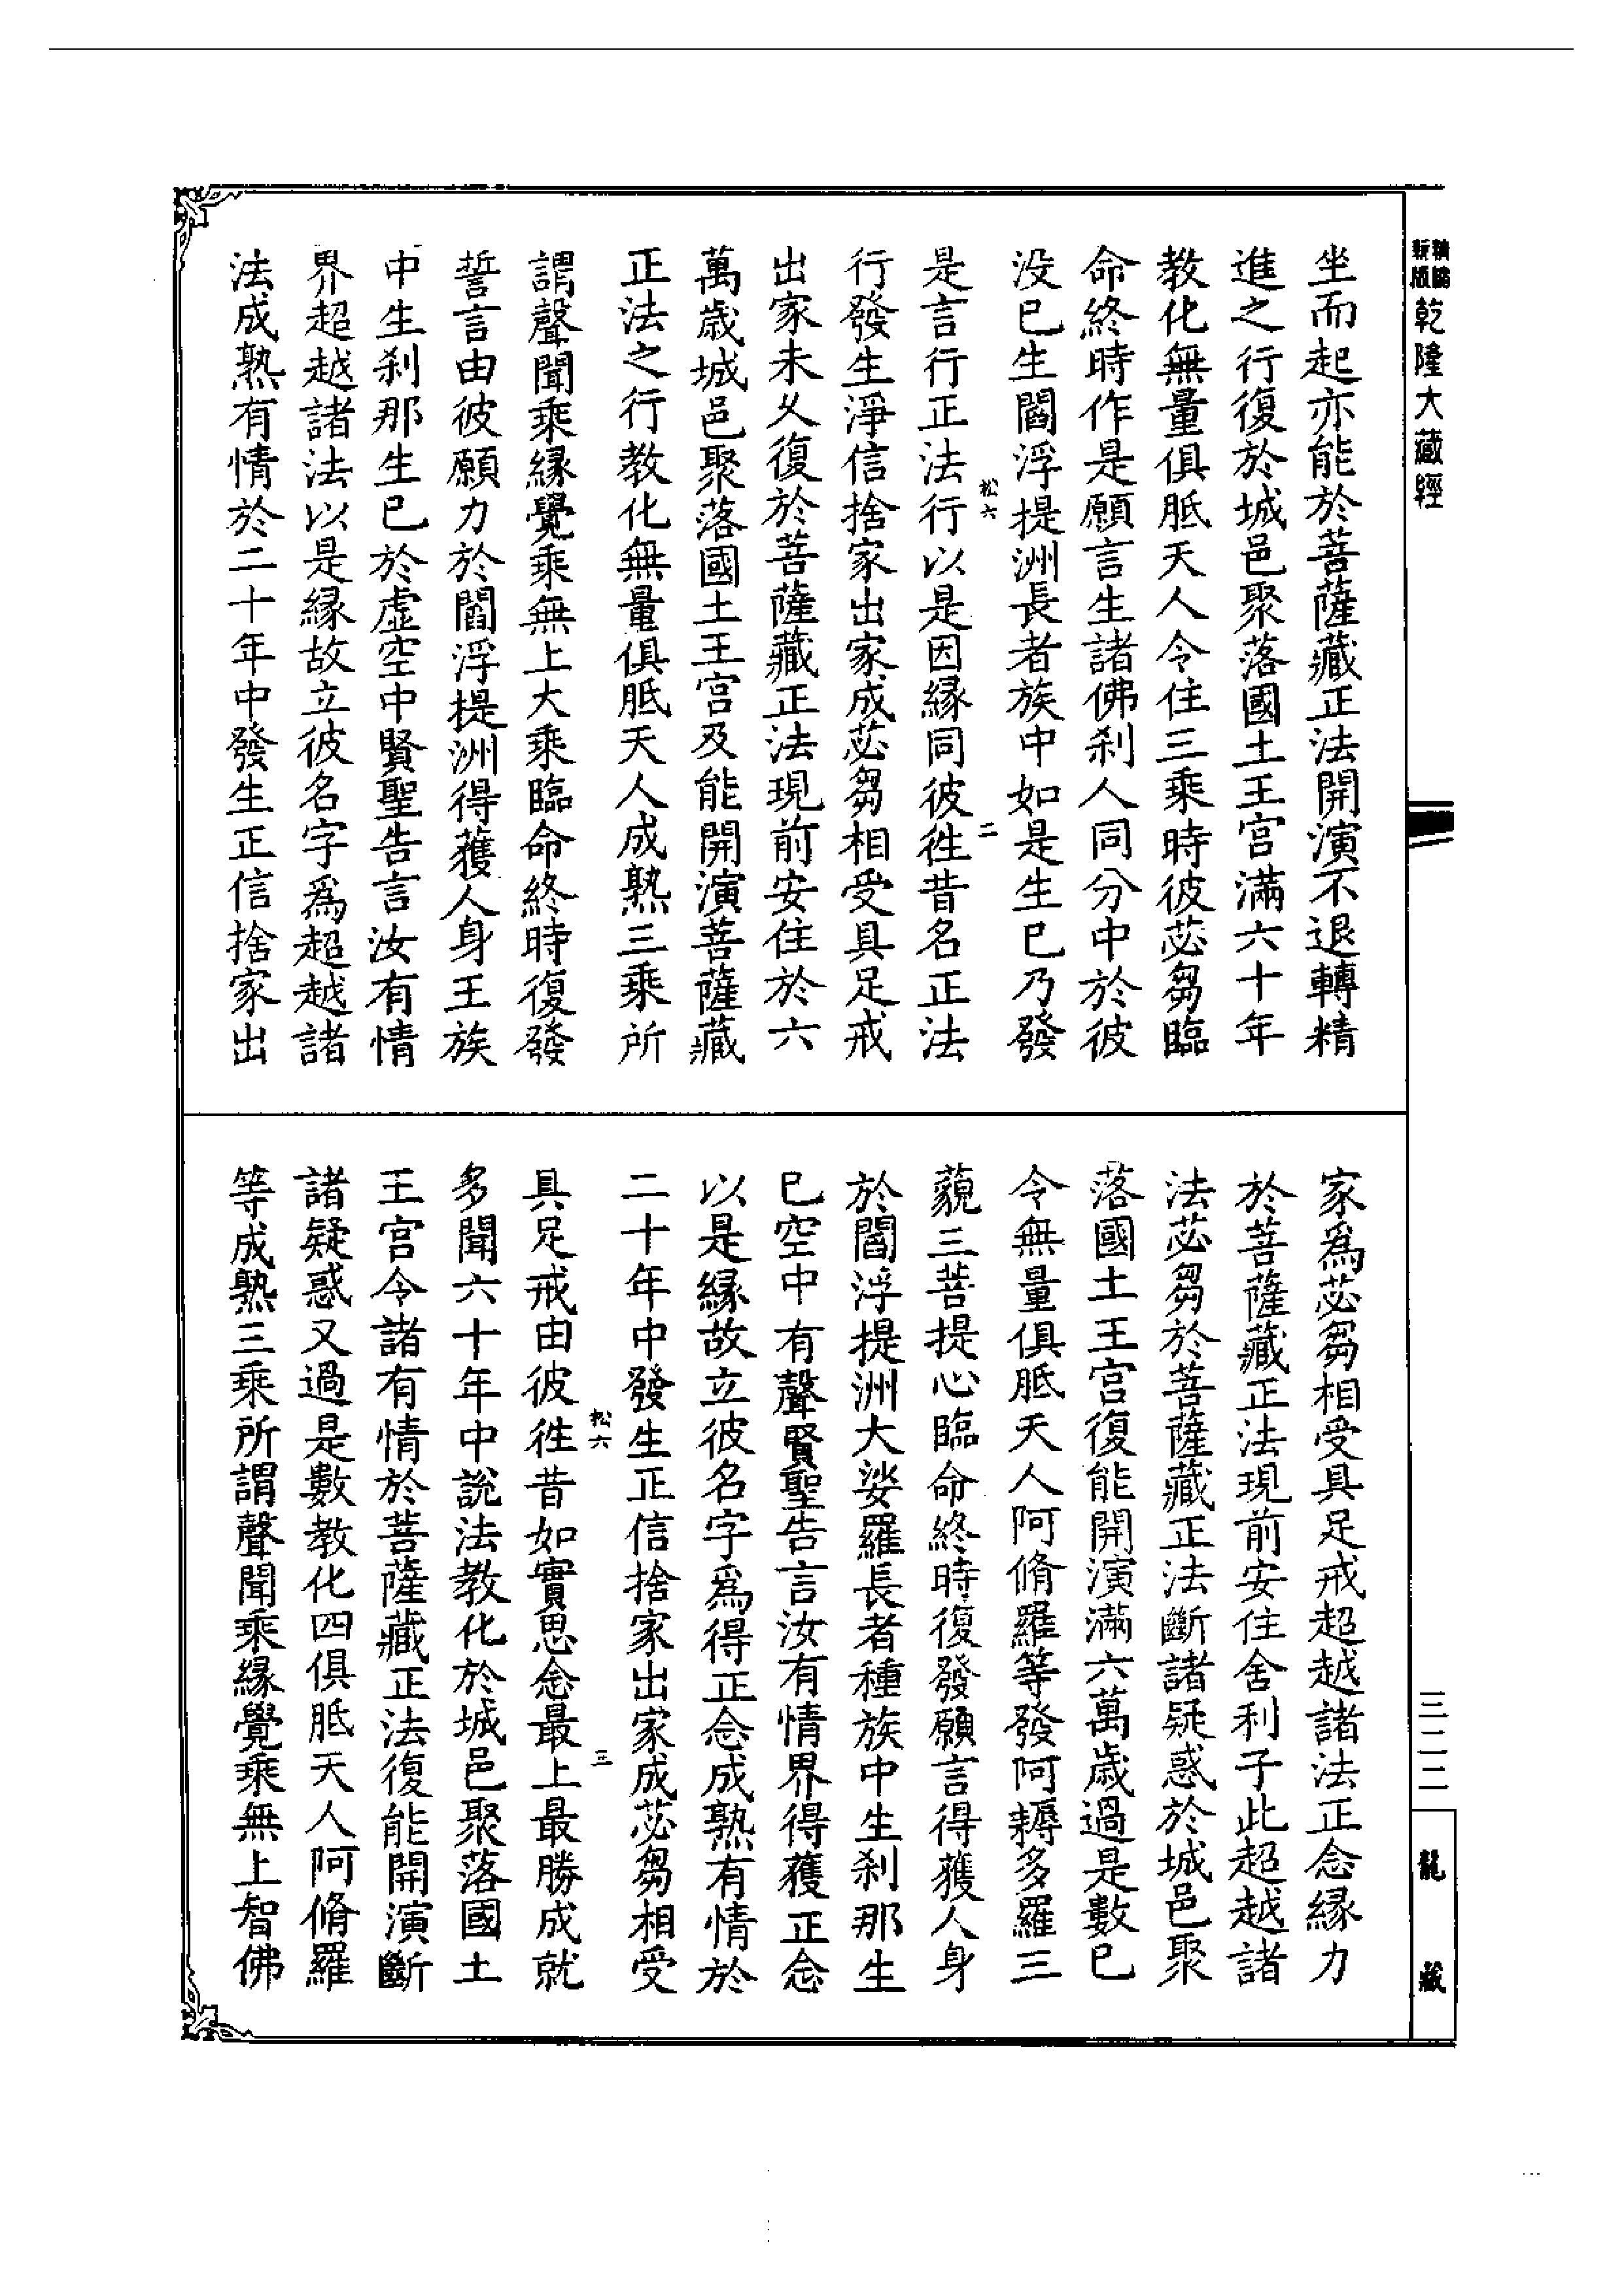 精縮新版乾隆大藏經
坐而起亦能於菩薩藏正法開演不退轉精
進之行復於城邑聚落國土王宮滿六十年
教化無量俱胝天人令住三乘時彼苾芻臨
命終時作是願言生諸佛剎人同分中於彼
没已生閻浮提洲長者族中如是生已乃發
松六 二
是言行正法行以是因緣同彼徃昔名正法
行發生淨信捨家出家成苾芻相受具足戒
出家未乆復於菩薩藏正法現前安住於六
萬歲城邑聚落國土王宮及能開演菩薩藏
正法之行教化無量俱胝天人成熟三乘所
謂聲聞乘緣覺乘無上大乘臨命終時復發
誓言由彼願力於閻浮提洲得獲人身王族
中生剎那生已於虛空中賢聖告言汝有情
界超越諸法以是緣故立彼名字爲超越諸
法成熟有情於二十年中發生正信捨家出
家爲苾芻相受具足戒超越諸法正念緣力
於菩薩藏正法現前安住舍利子此超越諸
法苾芻於菩薩藏正法斷諸疑惑於城邑聚
落國土王宮復能開演滿六萬歲過是數已
令無量俱胝天人阿脩羅等發阿耨多羅三
藐三菩提心臨命終時復發願言得獲人身
於閻浮提洲大娑羅長者種族中生剎那生
已空中有聲賢聖告言汝有情界得獲正念
以是緣故立彼名字爲得正念成熟有情於
二十年中發生正信捨家出家成苾芻相受
松六 三
具足戒由彼徃昔如實思念最上最勝成就
多聞六十年中說法教化於城邑聚落國土
王宮令諸有情於菩薩藏正法復能開演斷
諸疑惑又過是數教化四俱胝天人阿脩羅
等成熟三乘所謂聲聞乘緣覺乘無上智佛
三二二
龍藏